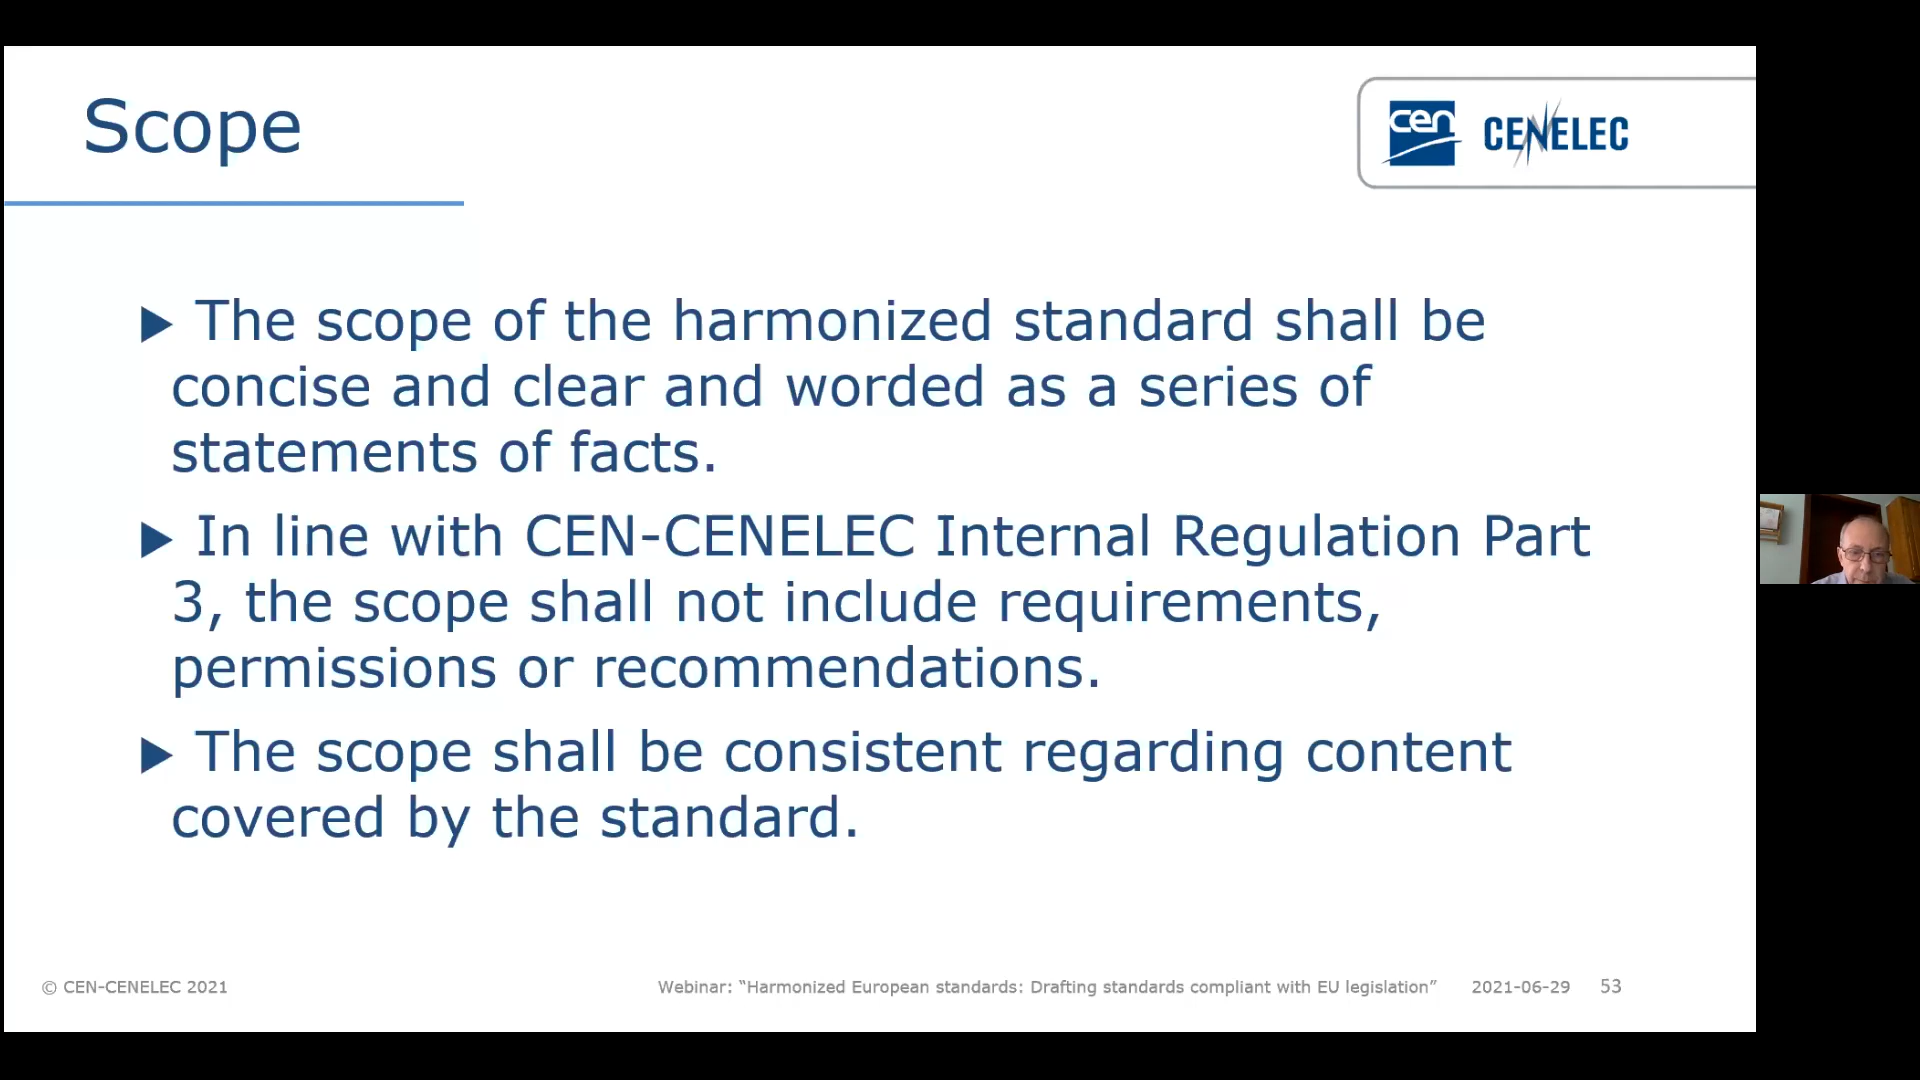 Scope
cen CENELEC
The scope of the harmonized standard shall be
concise and clear and worded as a series of
statements of facts.
In line with CEN-CENELEC Internal Regulation Part
3, the scope shall not include requirements,
permissions or recommendations.
The scope shall be consistent regarding content
covered by the standard.
© CEN-CENELEC 2021
Webinar: “Harmonized European standards: Drafting standards compliant with EU legislation” 2021-06-29 53